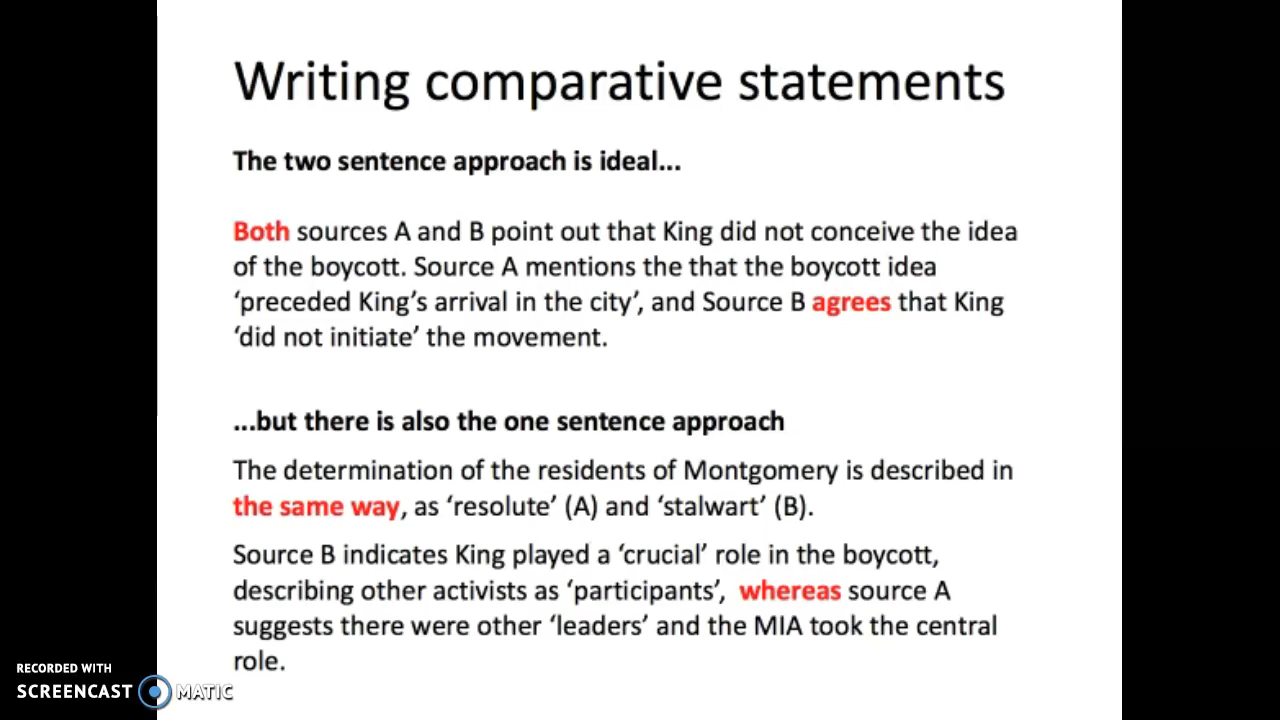 Writing comparative statements
The two sentence approach is ideal...
Both sources A and B point out that King did not conceive the idea
of the boycott. Source A mentions the that the boycott idea
‘preceded King’s arrival in the city’, and Source B agrees that King
‘did not initiate’ the movement.
...but there is also the one sentence approach
The determination of the residents of Montgomery is described in
the same way, as ‘resolute’ (A) and ‘stalwart’ (B).
Source B indicates King played a ‘crucial’ role in the boycott,
describing other activists as ‘participants’, whereas source A
suggests there were other ‘leaders’ and the MIA took the central
role.
RECORDED WITH
SCREENCAST MATIC